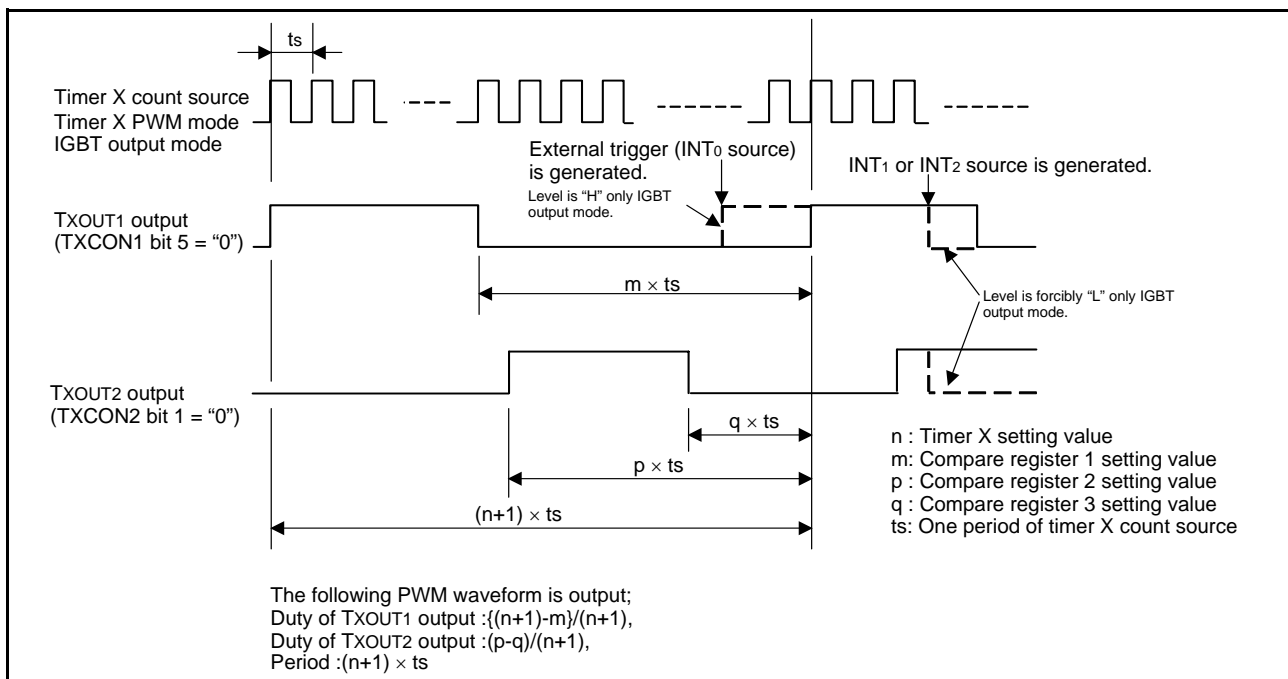 ts
Timer X count source
Timer X PWM mode
IGBT output mode
External trigger (INT0 source)
is generated.
Level is “H” only IGBT
output mode.
INT1 or INT2 source is generated.
TXOUT1 output
(TXCON1 bit 5 = “0”)
m × ts
Level is forcibly “L” only IGBT
output mode.
TXOUT2 output
(TXCON2 bit 1 = “0”)
q × ts
p × ts
(n+1) × ts
n : Timer X setting value
m: Compare register 1 setting value
p : Compare register 2 setting value
q : Compare register 3 setting value
ts: One period of timer X count source
The following PWM waveform is output;
Duty of TXOUT1 output :{(n+1)-m}/(n+1),
Duty of TXOUT2 output :(p-q)/(n+1),
Period :(n+1) × ts